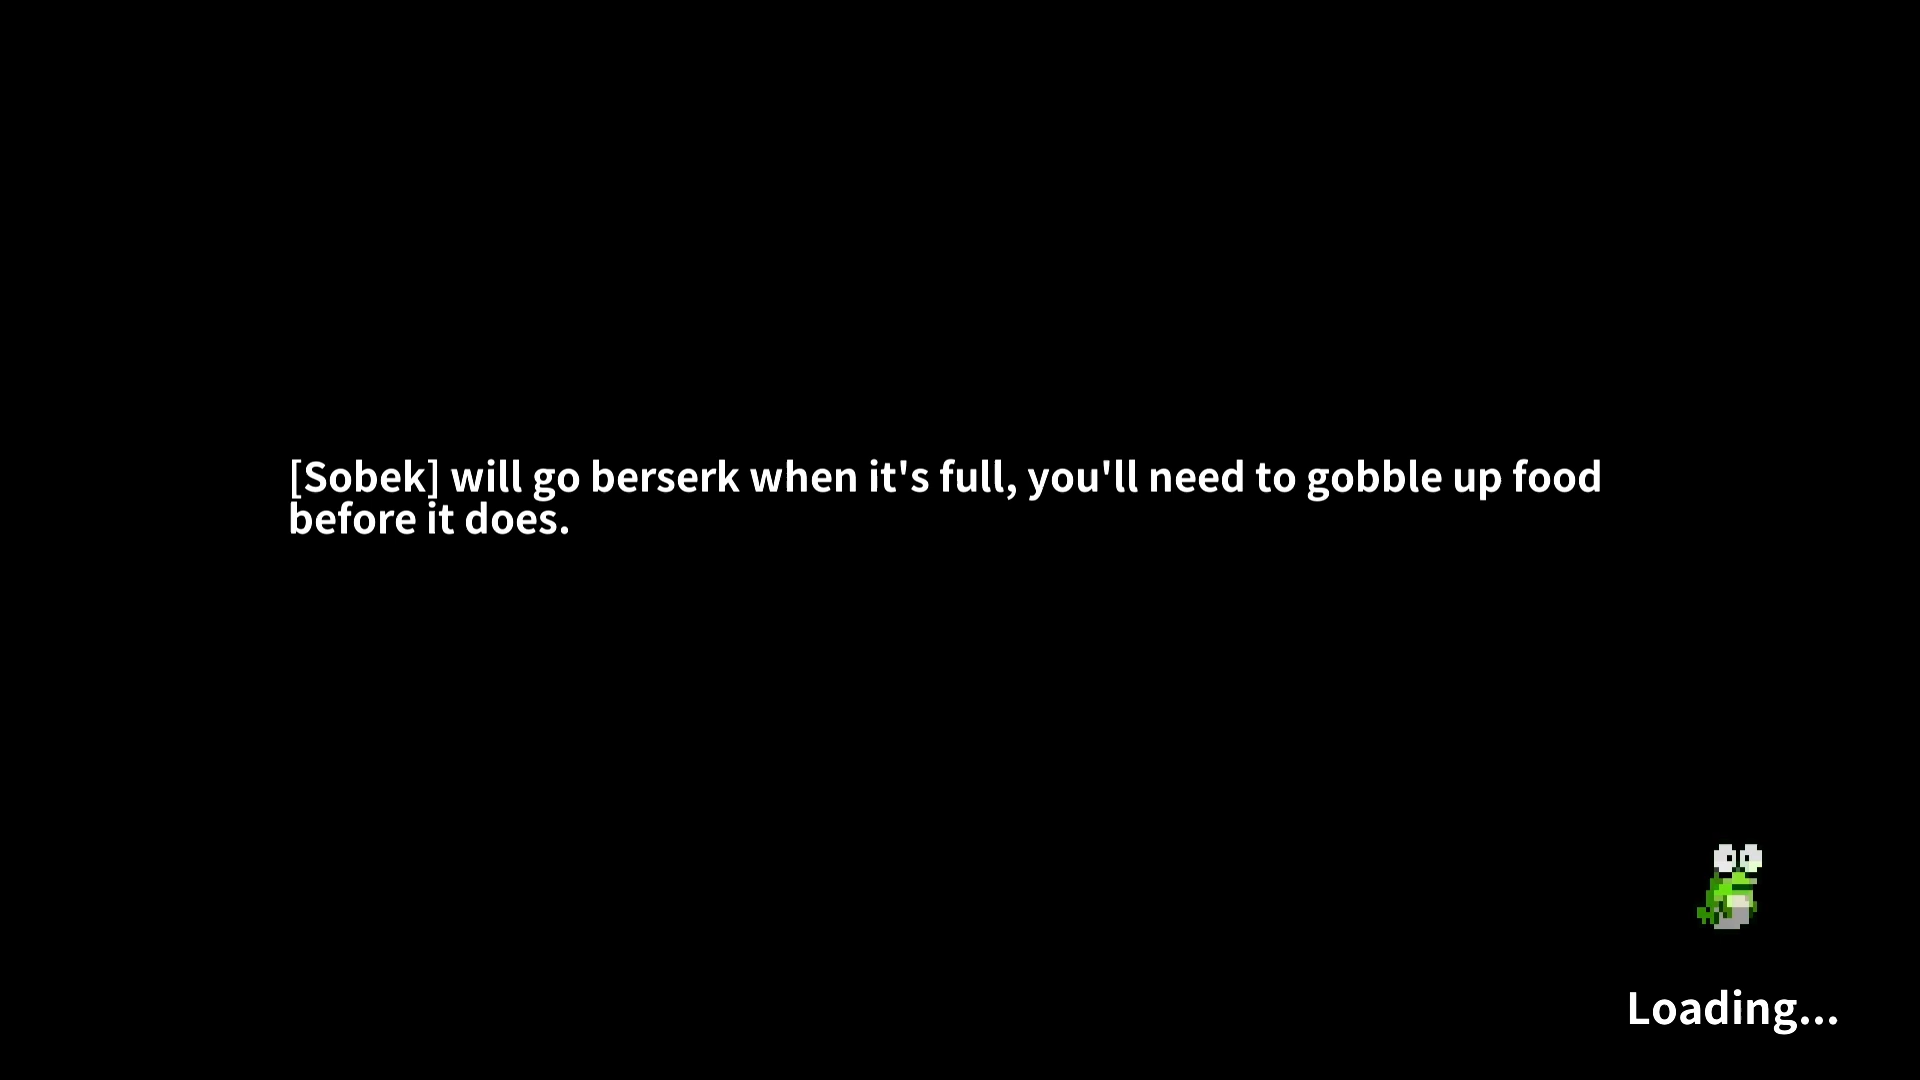 [Sobek] will go berserk when it's full, you'll need to gobble up food
before it does.
Loading...